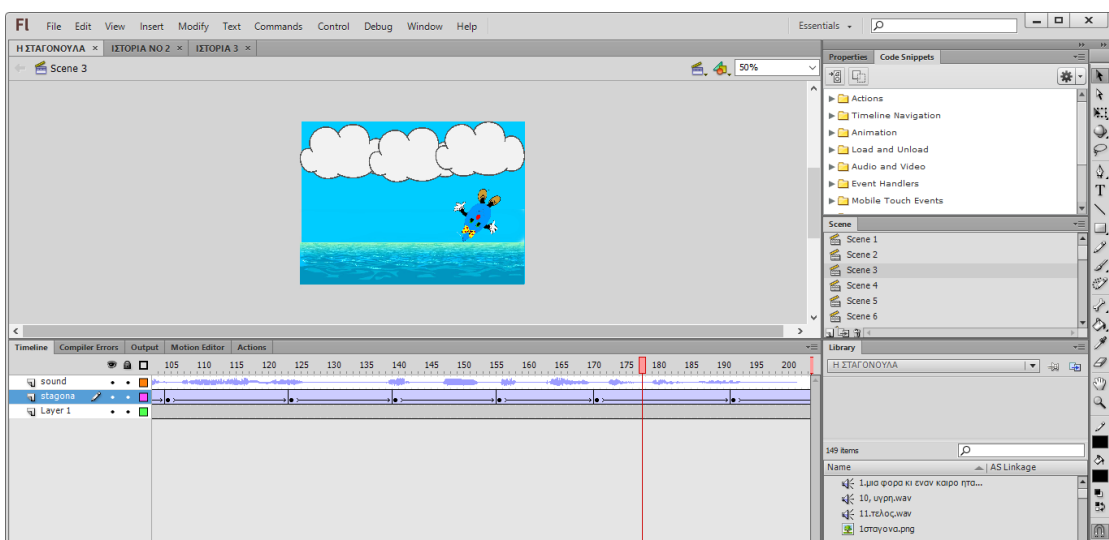 Fl File Edit View Insert Modify Text Commands Control Debug Window Help Essentials
Η ΣΤΑΓΟΝΟΥΛΑ × ΙΣΤΟΡΙΑ ΝΟ 2 × ΙΣΤΟΡΙΑ 3 ×
Scene 3 50%
Properties Code Snippets
Actions
Timeline Navigation
Animation
Load and Unload
Audio and Video
Event Handlers
Mobile Touch Events
Scene
Scene 1
Scene 2
Scene 3
Scene 4
Scene 5
Scene 6
Timeline Compiler Errors Output Motion Editor Actions
105 110 115 120 125 130 135 140 145 150 155 160 165 170 175 180 185 190 195 200
sound
stagona
Layer 1
Library
Η ΣΤΑΓΟΝΟΥΛΑ
149 items
Name AS Linkage
1.μια φορα κι εναν καιρο ητα...
10, υγρη.wav
11.τελος.wav
1σταγονα.png